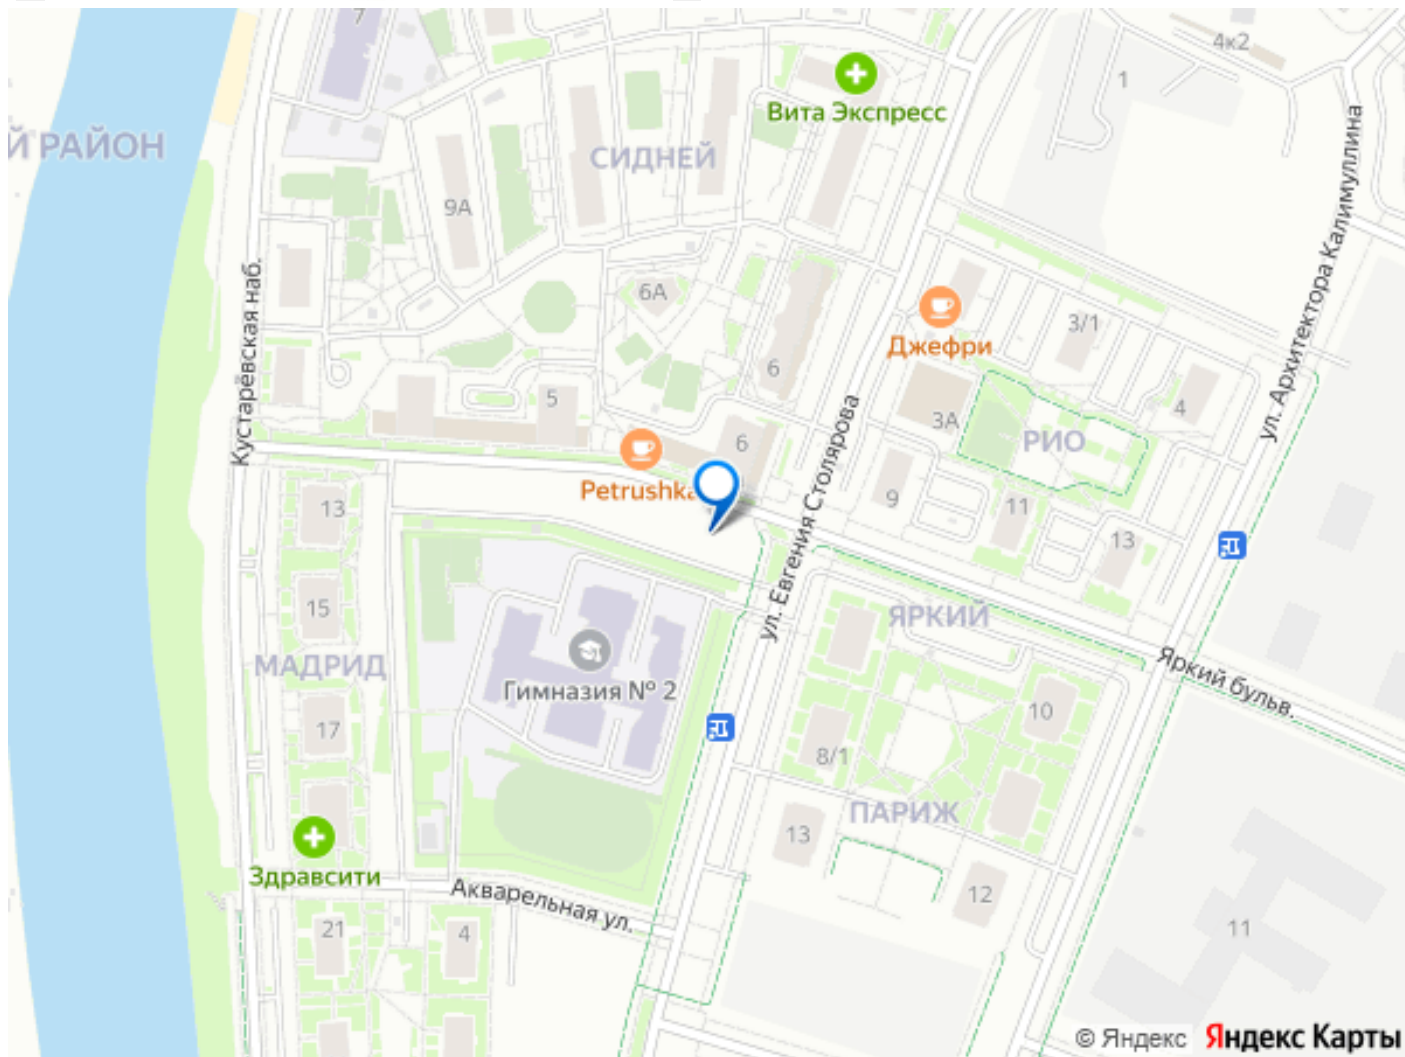 7
4к2
1
Вита Экспресс
Й РАЙОН
СИДНЕЙ
9А
ул. Архитектора Калимуллина
Кустарёвская наб.
6А
3/1
Джефри
6
5
4
3А
РИО
6
ул. Евгения Столярова
Petrushka
9
11
13
13
15
ЯРКИЙ
МАДРИД
Яркий бульв.
Гимназия № 2
17
10
8/1
ПАРИЖ
13
Здравсити
Акварельная ул.
12
21
4
11
© Яндекс Яндекс Карты